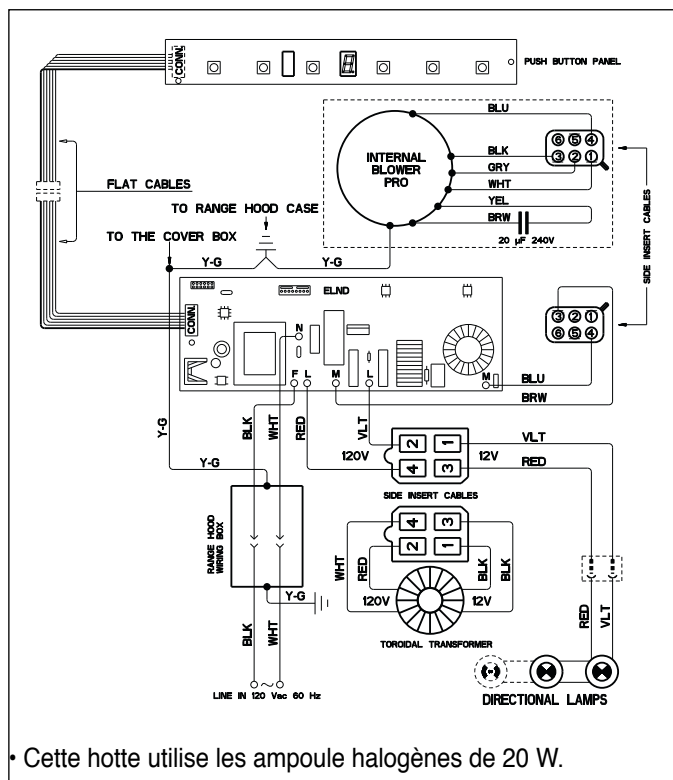 CONN.
8
PUSH BUTTON PANEL
BLU
BLK
GRY
WHT
YEL
BRW
INTERNAL
BLOWER
PRO
6 5 4
3 2 1
20 µF 240V
SIDE INSERT CABLES
FLAT CABLES
TO RANGE HOOD CASE
TO THE COVER BOX
Y-G
Y-G
ELND
CONN.
N
F L M L
M
3 2 1
6 5 4
BLU
BRW
Y-G
BLK
WHT
RED
VLT
120V
2 1
4 3
12V
VLT
RED
SIDE INSERT CABLES
Y-G
RANGE HOOD
WIRING BOX
4 3
2 1
WHT
RED
BLK
BLK
120V
12V
TOROIDAL TRANSFORMER
Y-G
BLK
WHT
RED
VLT
LINE IN 120 Vac 60 Hz
DIRECTIONAL LAMPS
• Cette hotte utilise les ampoule halogènes de 20 W.